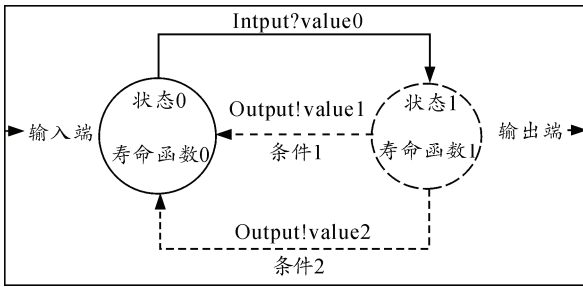 Intput?value0
状态0
状态1
Output!value1
输入端
输出端
寿命函数0
条件1
寿命函数1
Output!value2
条件2